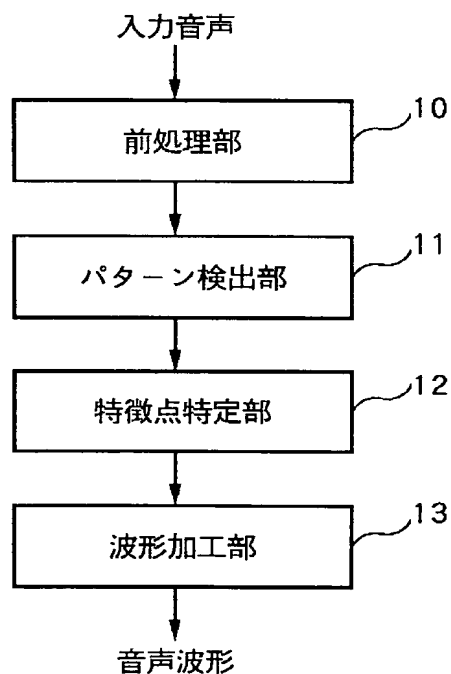 入力音声
10
前処理部
11
パターン検出部
12
特徴点特定部
13
波形加工部
音声波形